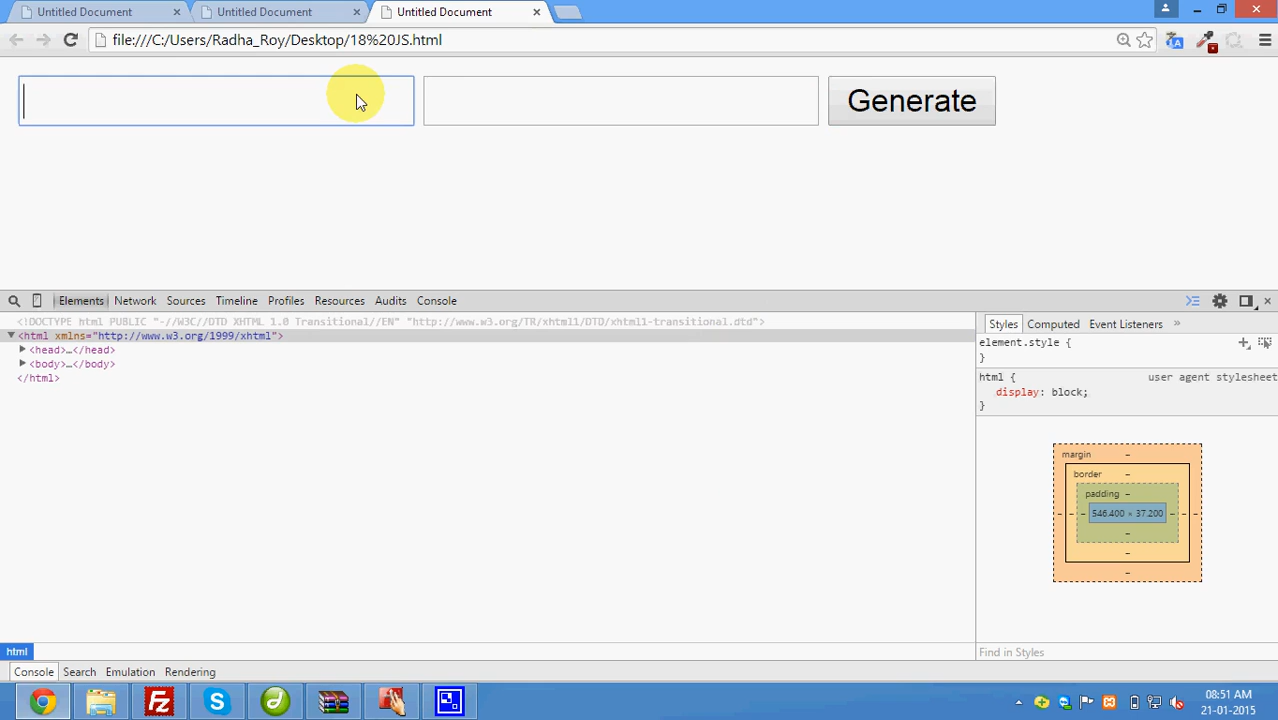 Untitled Document
Untitled Document
Untitled Document
file:///C:/Users/Radha_Roy/Desktop/18%20JS.html
Generate
Elements Network Sources Timeline Profiles Resources Audits Console
<!DOCTYPE html PUBLIC "-//W3C//DTD XHTML 1.0 Transitional//EN" "http://www.w3.org/TR/xhtml1/DTD/xhtml1-transitional.dtd">
<html xmlns="http://www.w3.org/1999/xhtml">
<head>…</head>
<body>…</body>
</html>
Styles Computed Event Listeners »
element.style {
}
html { user agent stylesheet
display: block;
}
margin –
border –
padding –
– – – 546.400 × 37.200 – – –
–
–
–
html
Find in Styles
Console Search Emulation Rendering
08:51 AM
21-01-2015